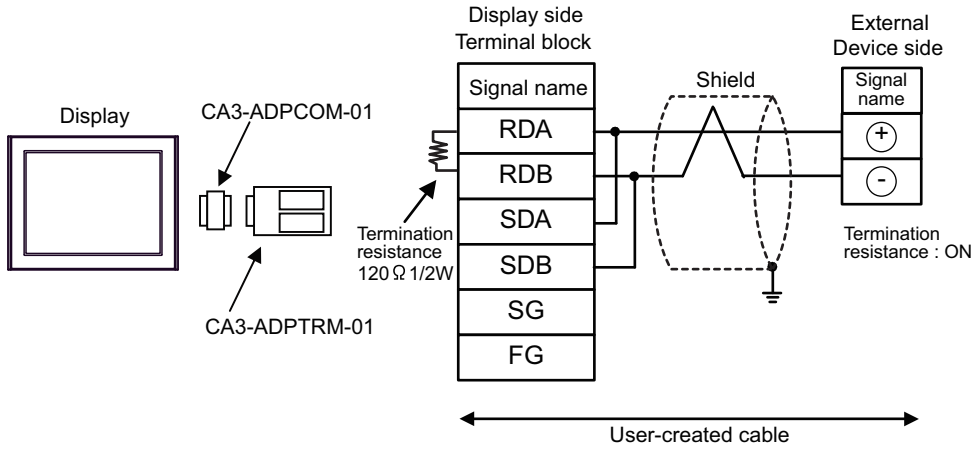 Display side
Terminal block
External
Device side
Signal name
Shield
Signal
name
Display
CA3-ADPCOM-01
RDA
+
RDB
-
SDA
Termination
resistance
120Ω 1/2W
Termination
resistance : ON
SDB
SG
CA3-ADPTRM-01
FG
User-created cable